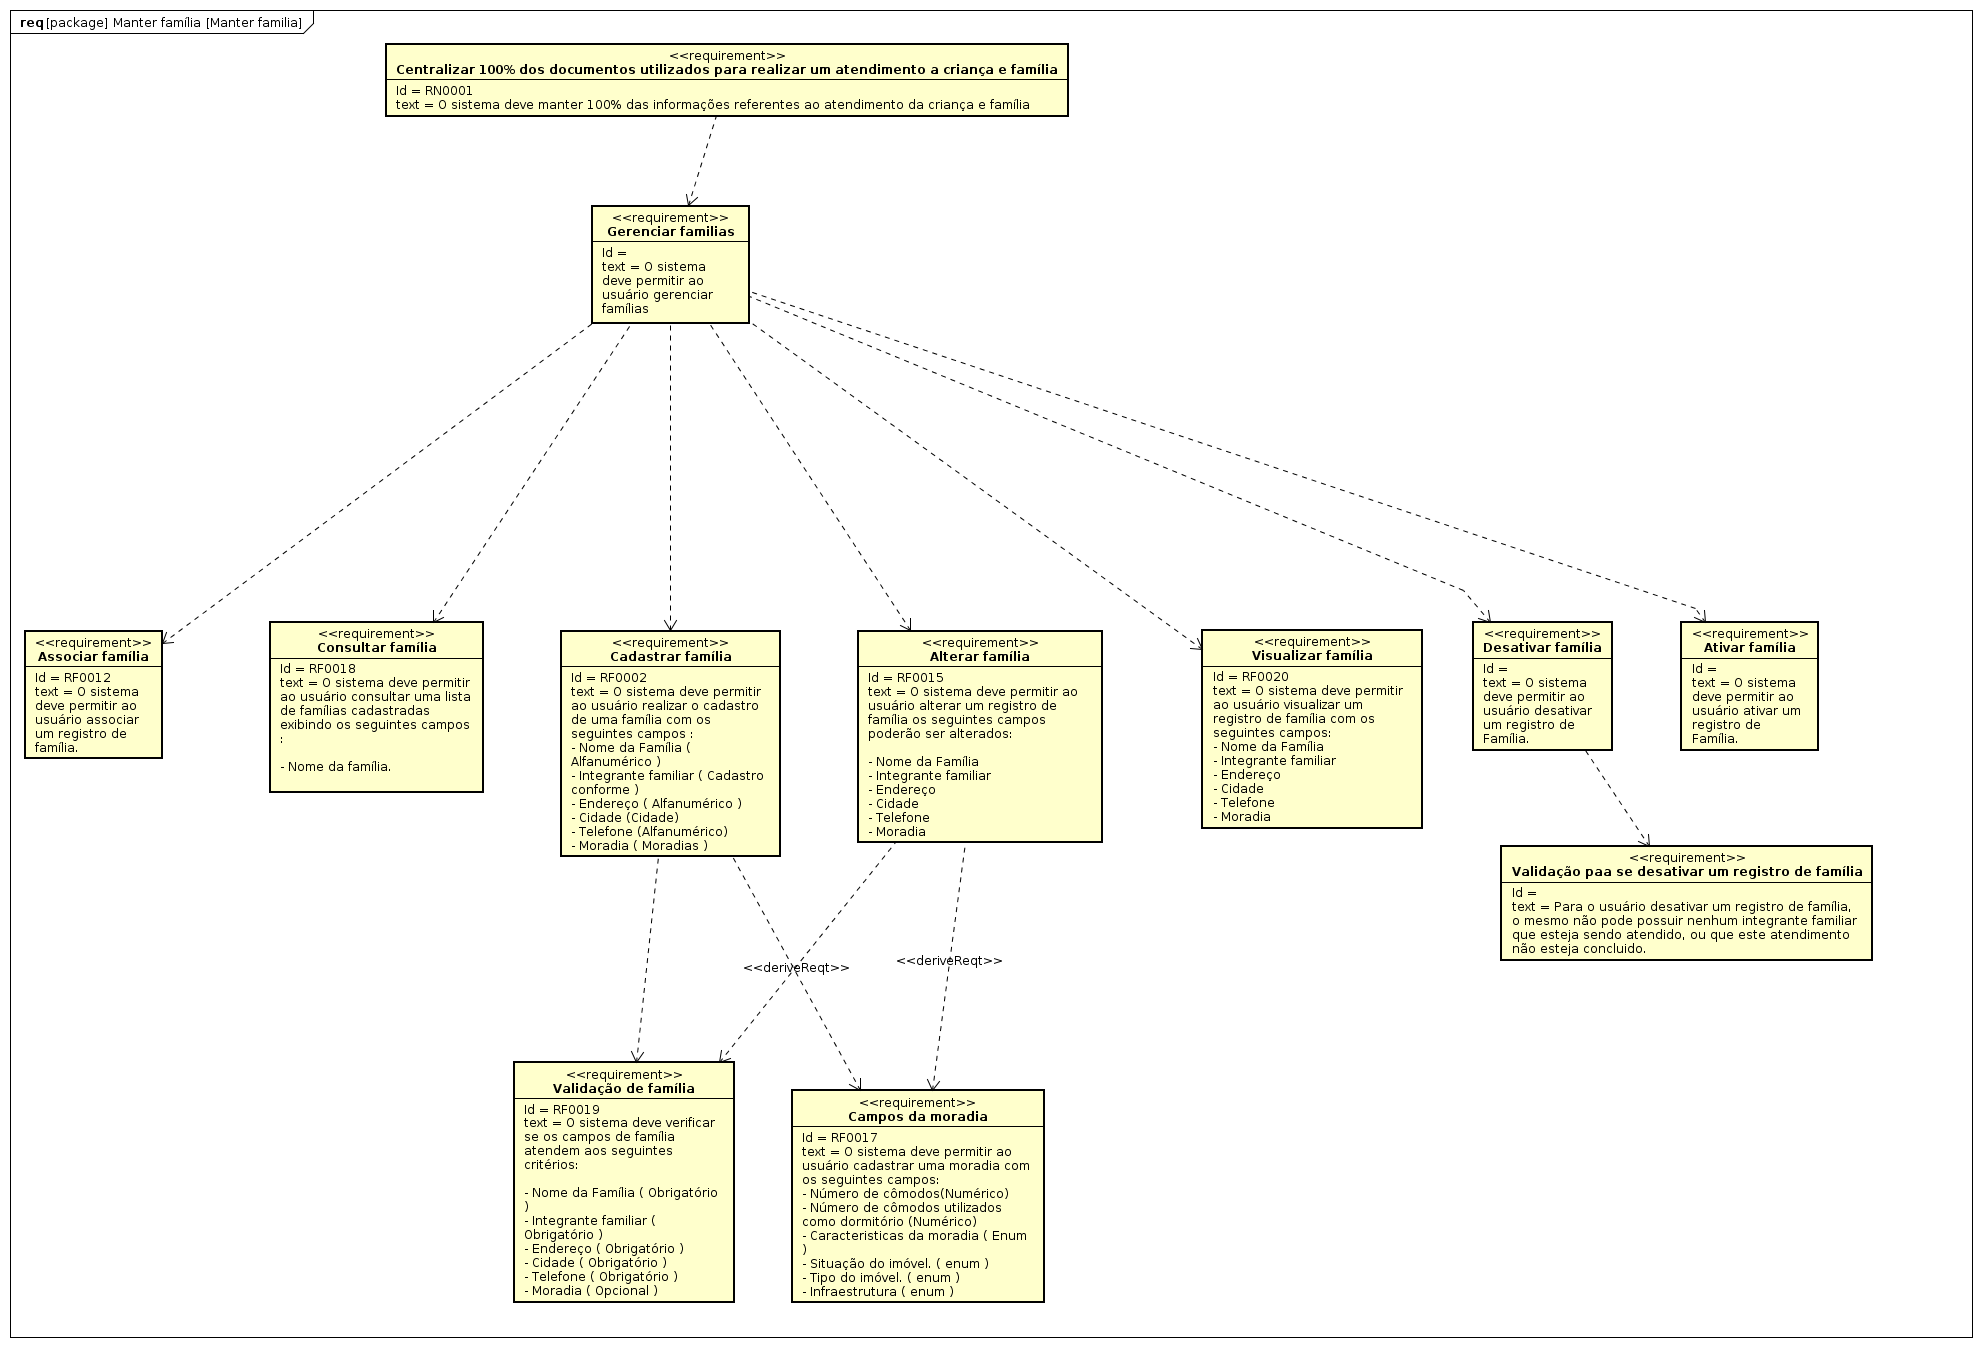 req[package] Manter família [Manter familia]
<<requirement>>
Centralizar 100% dos documentos utilizados para realizar um atendimento a criança e família
Id = RN0001
text = O sistema deve manter 100% das informações referentes ao atendimento da criança e família
<<requirement>>
Gerenciar familias
Id =
text = O sistema
deve permitir ao
usuário gerenciar
famílias
<<requirement>>
Associar família
Id = RF0012
text = O sistema
deve permitir ao
usuário associar
um registro de
família.
<<requirement>>
Consultar família
Id = RF0018
text = O sistema deve permitir
ao usuário consultar uma lista
de famílias cadastradas
exibindo os seguintes campos
:
- Nome da família.
<<requirement>>
Cadastrar família
Id = RF0002
text = O sistema deve permitir
ao usuário realizar o cadastro
de uma família com os
seguintes campos :
- Nome da Família (
Alfanumérico )
- Integrante familiar ( Cadastro
conforme )
- Endereço ( Alfanumérico )
- Cidade (Cidade)
- Telefone (Alfanumérico)
- Moradia ( Moradias )
<<requirement>>
Alterar família
Id = RF0015
text = O sistema deve permitir ao
usuário alterar um registro de
família os seguintes campos
poderão ser alterados:
- Nome da Família
- Integrante familiar
- Endereço
- Cidade
- Telefone
- Moradia
<<requirement>>
Visualizar família
Id = RF0020
text = O sistema deve permitir
ao usuário visualizar um
registro de família com os
seguintes campos:
- Nome da Família
- Integrante familiar
- Endereço
- Cidade
- Telefone
- Moradia
<<requirement>>
Desativar família
Id =
text = O sistema
deve permitir ao
usuário desativar
um registro de
Família.
<<requirement>>
Ativar família
Id =
text = O sistema
deve permitir ao
usuário ativar um
registro de
Família.
<<requirement>>
Validação paa se desativar um registro de família
Id =
text = Para o usuário desativar um registro de família,
o mesmo não pode possuir nenhum integrante familiar
que esteja sendo atendido, ou que este atendimento
não esteja concluido.
<<deriveReqt>>
<<deriveReqt>>
<<requirement>>
Validação de família
Id = RF0019
text = O sistema deve verificar
se os campos de família
atendem aos seguintes
critérios:
- Nome da Família ( Obrigatório
)
- Integrante familiar (
Obrigatório )
- Endereço ( Obrigatório )
- Cidade ( Obrigatório )
- Telefone ( Obrigatório )
- Moradia ( Opcional )
<<requirement>>
Campos da moradia
Id = RF0017
text = O sistema deve permitir ao
usuário cadastrar uma moradia com
os seguintes campos:
- Número de cômodos(Numérico)
- Número de cômodos utilizados
como dormitório (Numérico)
- Caracteristicas da moradia ( Enum
)
- Situação do imóvel. ( enum )
- Tipo do imóvel. ( enum )
- Infraestrutura ( enum )